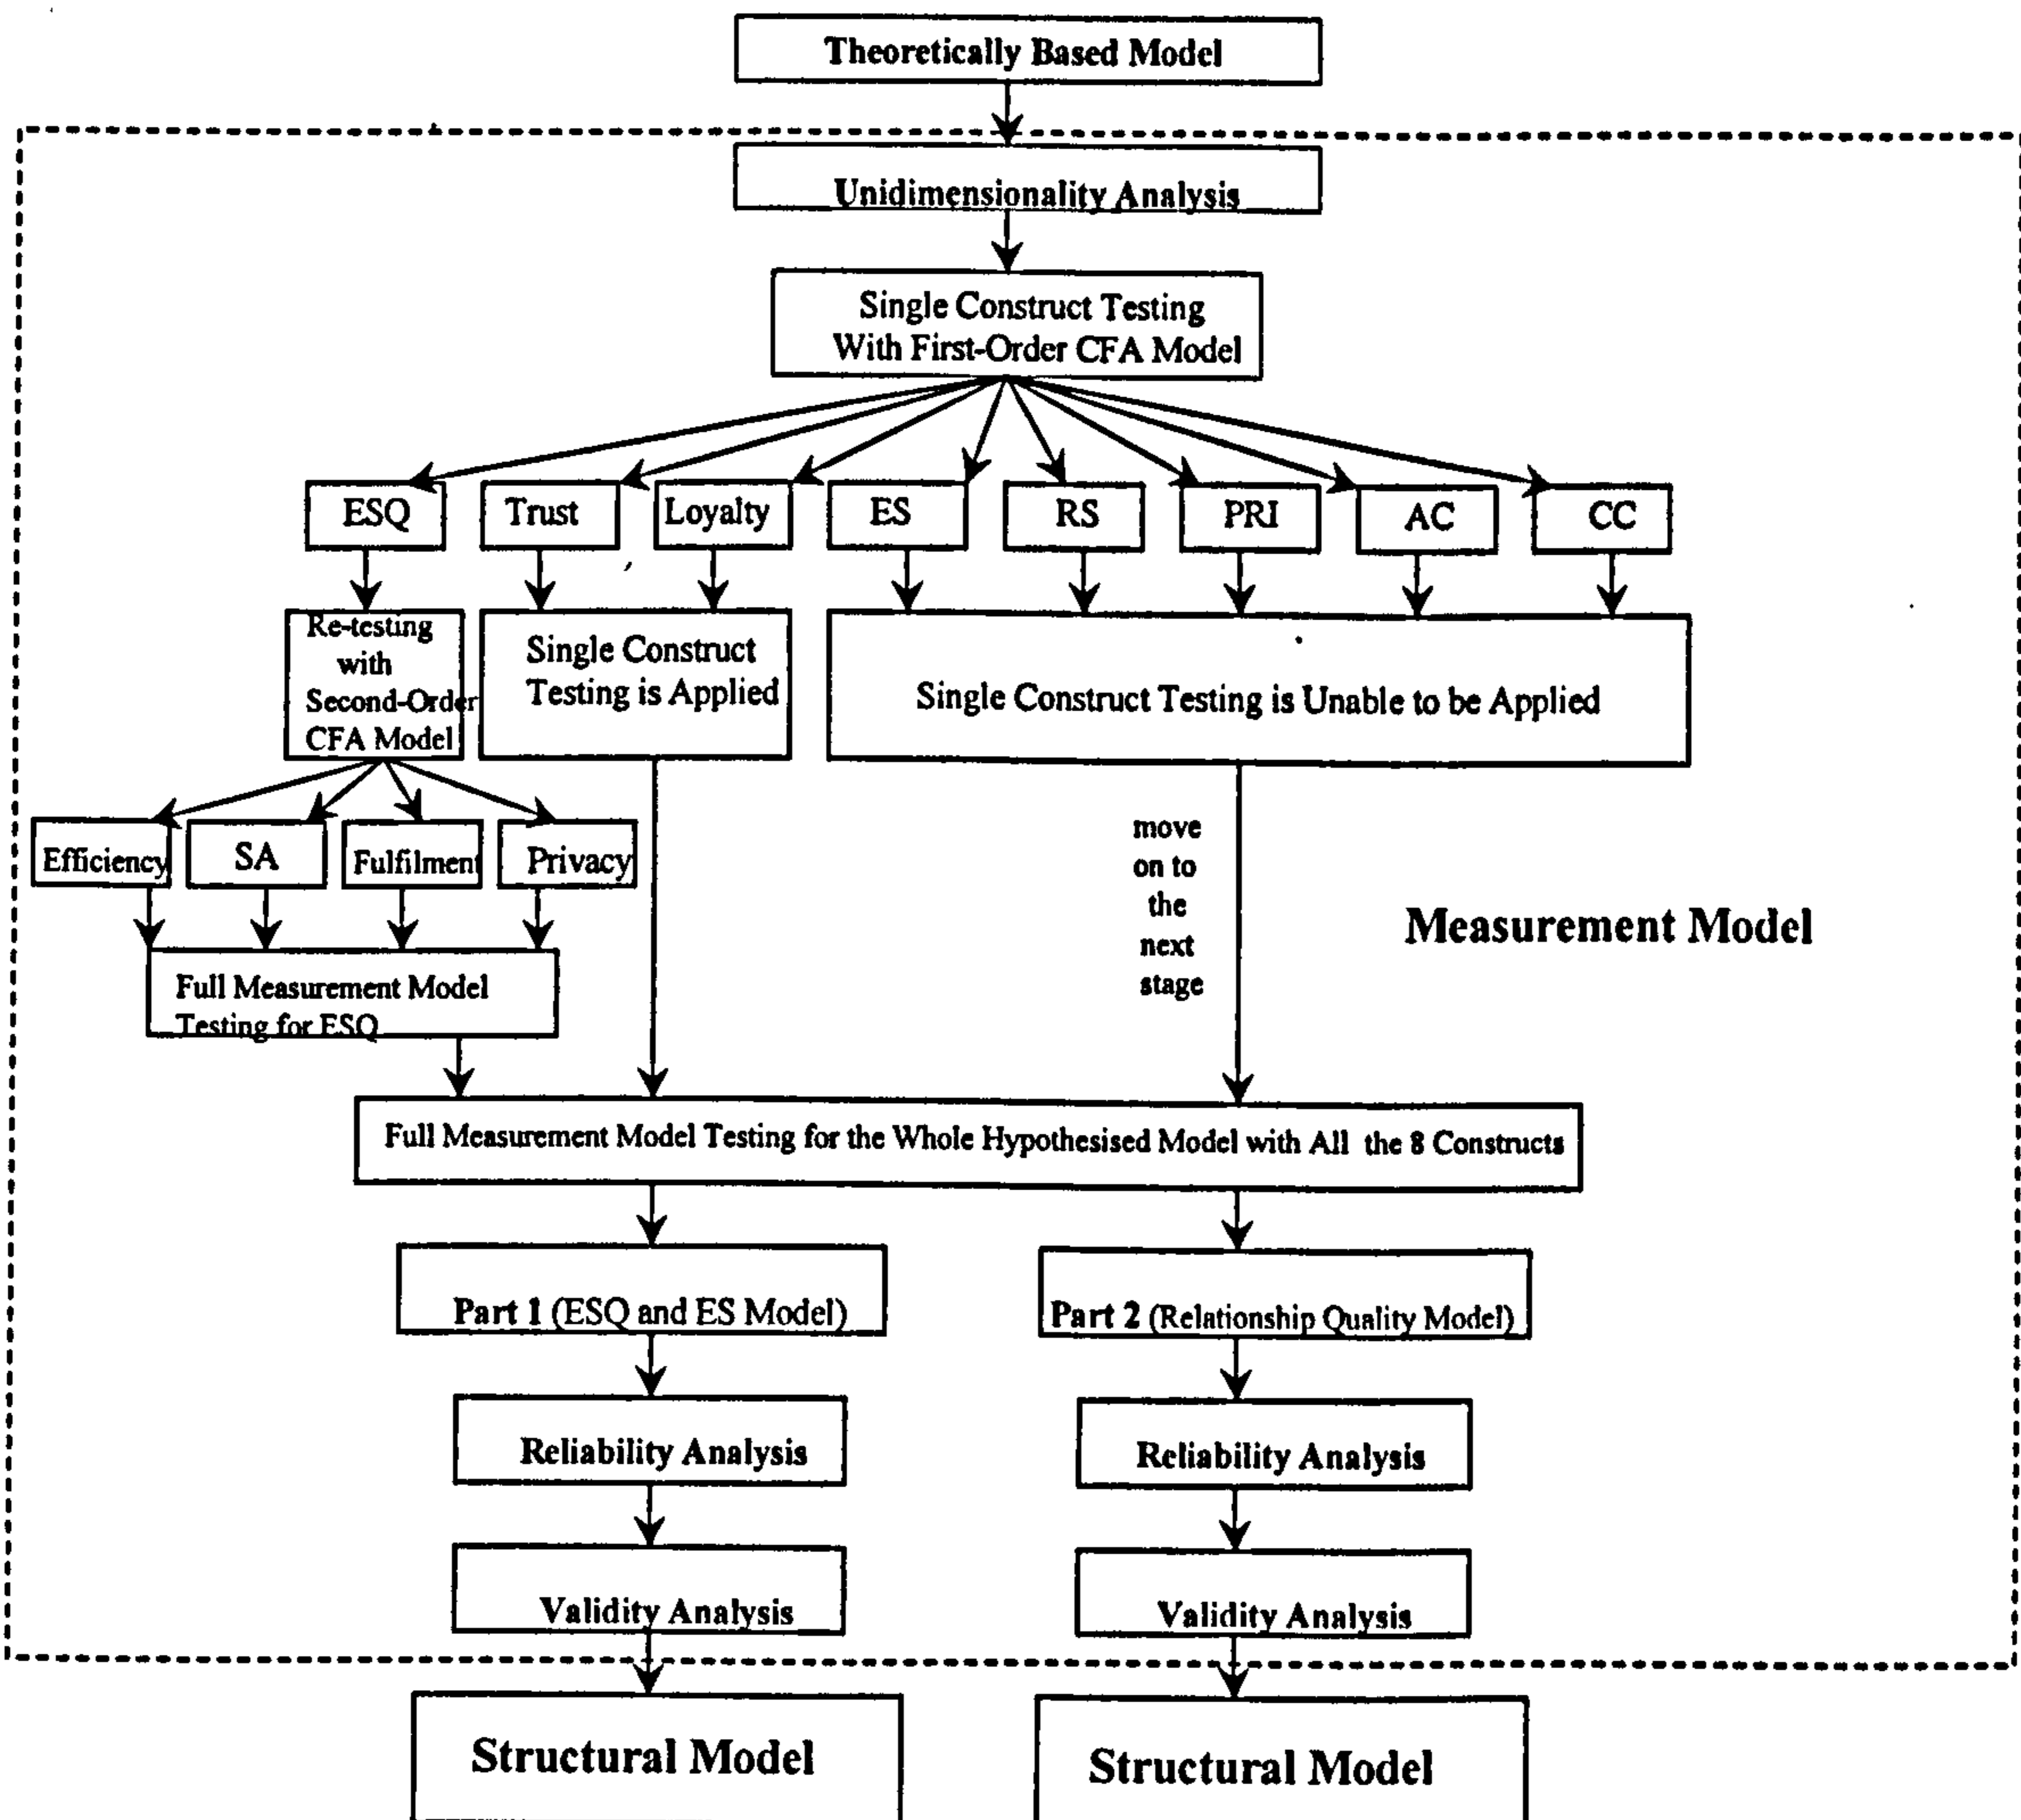 Theoretically Based Model
Unidimensionality Analysis
Single Construct Testing
With First-Order CFA Model
ESQ
Trust
Loyalty
ES
RS
PRI
AC
CC
Re-testing
with
Second-Order
CFA Model
Single Construct
Testing is Applied
Single Construct Testing is Unable to be Applied
Efficiency
SA
Fulfilment
Privacy
move
on to
the
next
stage
Measurement Model
Full Measurement Model
Testing for ESQ
Full Measurement Model Testing for the Whole Hypothesised Model with All the 8 Constructs
Part 1 (ESQ and ES Model)
Part 2 (Relationship Quality Model)
Reliability Analysis
Reliability Analysis
Validity Analysis
Validity Analysis
Structural Model
Structural Model